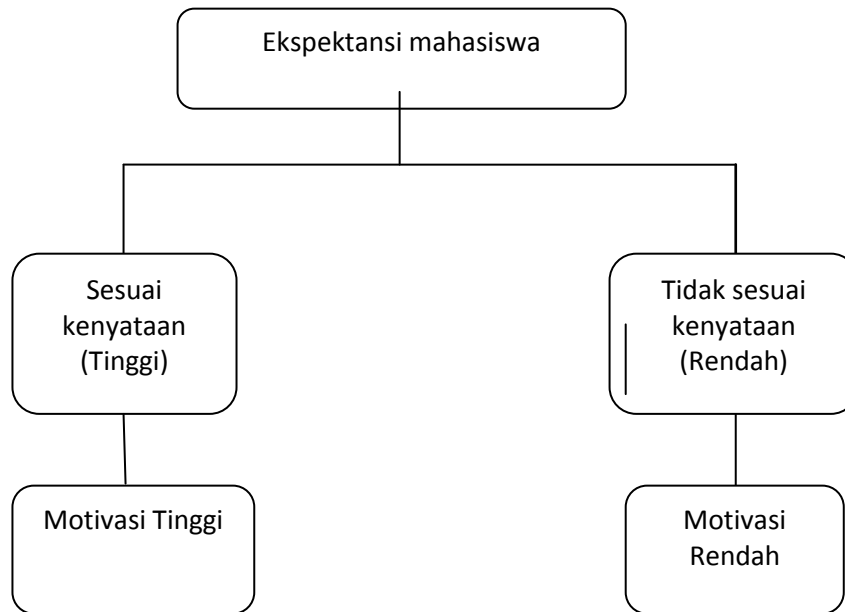 Ekspektansi mahasiswa
Sesuai
kenyataan
(Tinggi)
Tidak sesuai
kenyataan
(Rendah)
Motivasi Tinggi
Motivasi
Rendah